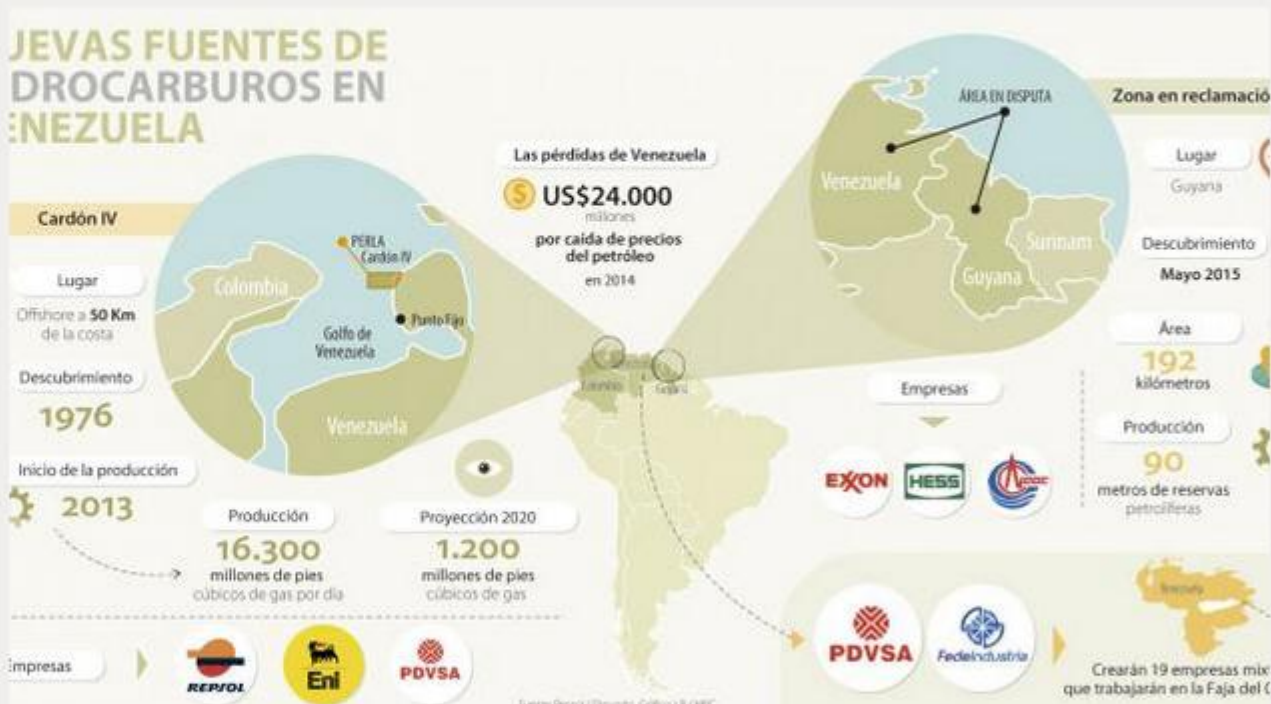 UEVAS FUENTES DE
DROCARBUROS EN
ENEZUELA
Cardón IV
Lugar
Offshore a 50 Km
de la costa
Descubrimiento
1976
Inicio de la producción
2013
PERLA
Cardón IV
Colombia
Punto Fijo
Golfo de
Venezuela
Venezuela
Producción
16.300
millones de pies
cúbicos de gas por día
Proyección 2020
1.200
millones de pies
cúbicos de gas
Empresas
REPSOL
Eni
PDVSA
Las pérdidas de Venezuela
$ US$24.000
millones
por caída de precios
del petróleo
en 2014
Colombia
Guyana
ÁREA EN DISPUTA
Venezuela
Surinam
Guyana
Zona en reclamació
Lugar
Guyana
Descubrimiento
Mayo 2015
Área
192
kilómetros
Producción
90
metros de reservas
petrolíferas
Empresas
EXXON
HESS
PDVSA
FedeIndustria
Venezuela
Crearán 19 empresas mix
que trabajarán en la Faja del